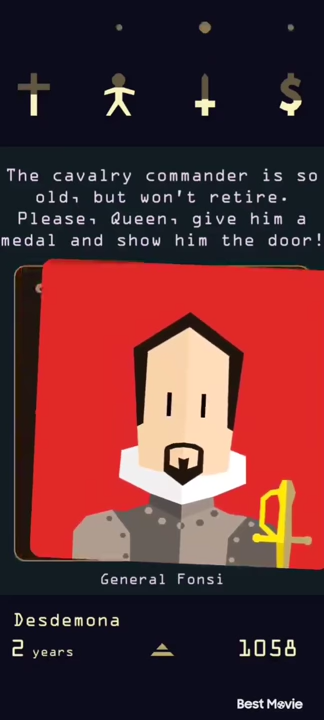 The cavalry commander is so
old, but won't retire.
Please, Queen, give him a
medal and show him the door!
General Fonsi
Desdemona
2 years
1058
Best Movie